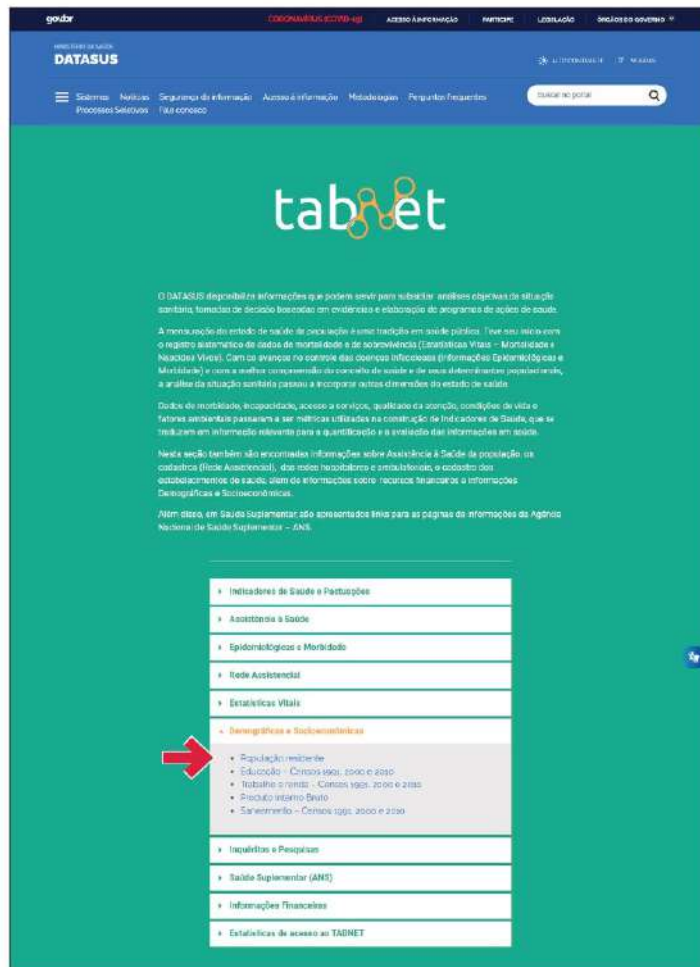 govbr CORONAVÍRUS (COVID-19) ACESSO À INFORMAÇÃO PARTICIPE LEGISLAÇÃO ÓRGÃOS DO GOVERNO
MINISTÉRIO DA SAÚDE
DATASUS
Sistemas Notícias Segurança da informação Acesso à informação Metodologias Perguntas frequentes
Processos Seletivos Fale conosco
buscar no portal
tabnet
O DATASUS disponibiliza informações que podem servir para subsidiar análises objetivas da situação
sanitária, tomadas de decisão baseadas em evidências e elaboração de programas de ações de saúde.
A mensuração do estado de saúde da população é uma tradição em saúde pública. Teve seu início com
o registro sistemático de dados de mortalidade e de sobrevivência (Estatísticas Vitais – Mortalidade e
Nascidos Vivos). Com os avanços no controle das doenças infecciosas (informações Epidemiológicas e
Morbidade) e com a melhor compreensão do conceito de saúde e de seus determinantes populacionais,
a análise da situação sanitária passou a incorporar outras dimensões do estado de saúde.
Dados de morbidade, incapacidade, acesso a serviços, qualidade da atenção, condições de vida e
fatores ambientais passaram a ser métricas utilizadas na construção de Indicadores de Saúde, que se
traduzem em informação relevante para a quantificação e a avaliação das informações em saúde.
Nesta seção também são encontradas informações sobre Assistência à Saúde da população, os
cadastros (Rede Assistencial), das redes hospitalares e ambulatoriais, o cadastro dos
estabelecimentos de saúde, além de informações sobre recursos financeiros e informações
Demográficas e Socioeconômicas.
Além disso, em Saúde Suplementar, são apresentados links para as páginas de informações da Agência
Nacional de Saúde Suplementar – ANS.
Indicadores de Saúde e Pactuações
Assistência à Saúde
Epidemiológicas e Morbidade
Rede Assistencial
Estatísticas Vitais
Demográficas e Socioeconômicas
População residente
Educação – Censos 1991, 2000 e 2010
Trabalho e renda – Censos 1991, 2000 e 2010
Produto Interno Bruto
Saneamento – Censos 1991, 2000 e 2010
Inquéritos e Pesquisas
Saúde Suplementar (ANS)
Informações Financeiras
Estatísticas de acesso ao TABNET